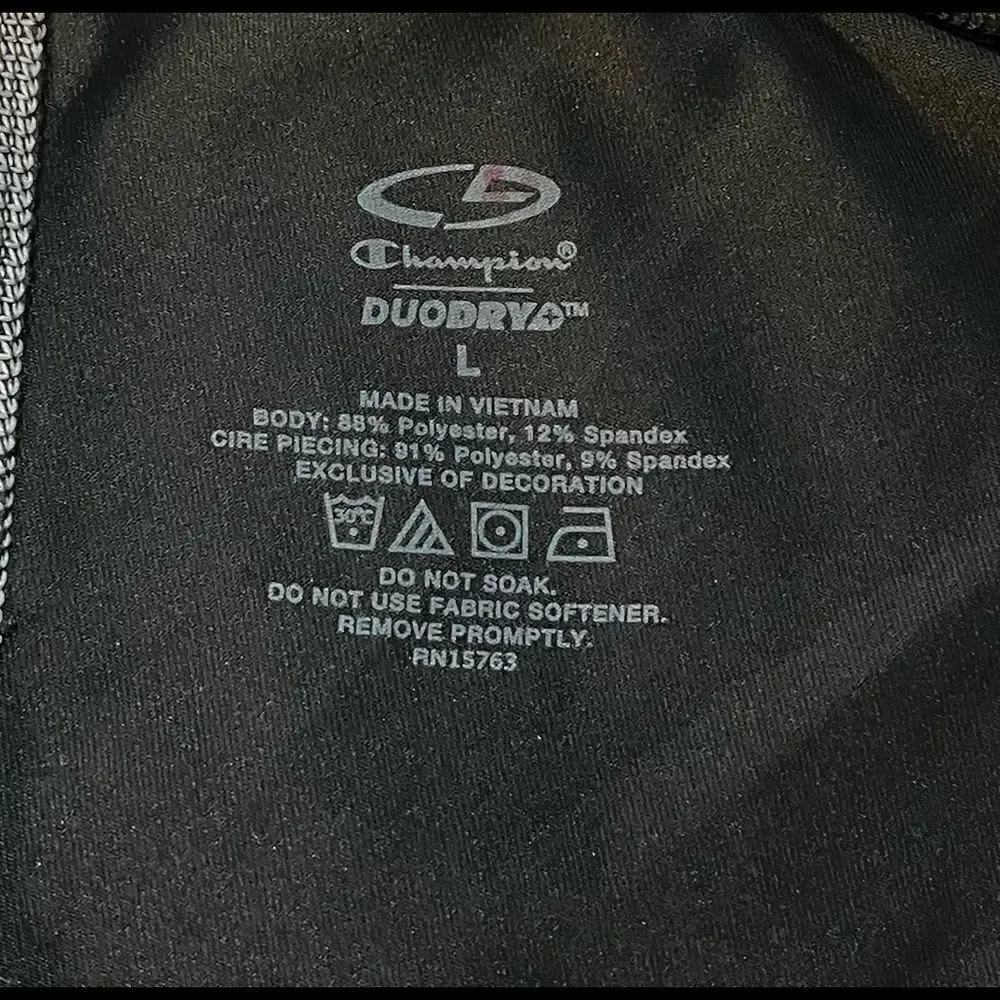 C9
Champion®
DUODRY+™
L
MADE IN VIETNAM
BODY: 88% Polyester, 12% Spandex
CIRE PIECING: 91% Polyester, 9% Spandex
EXCLUSIVE OF DECORATION
30°C
DO NOT SOAK.
DO NOT USE FABRIC SOFTENER.
REMOVE PROMPTLY.
RN15763